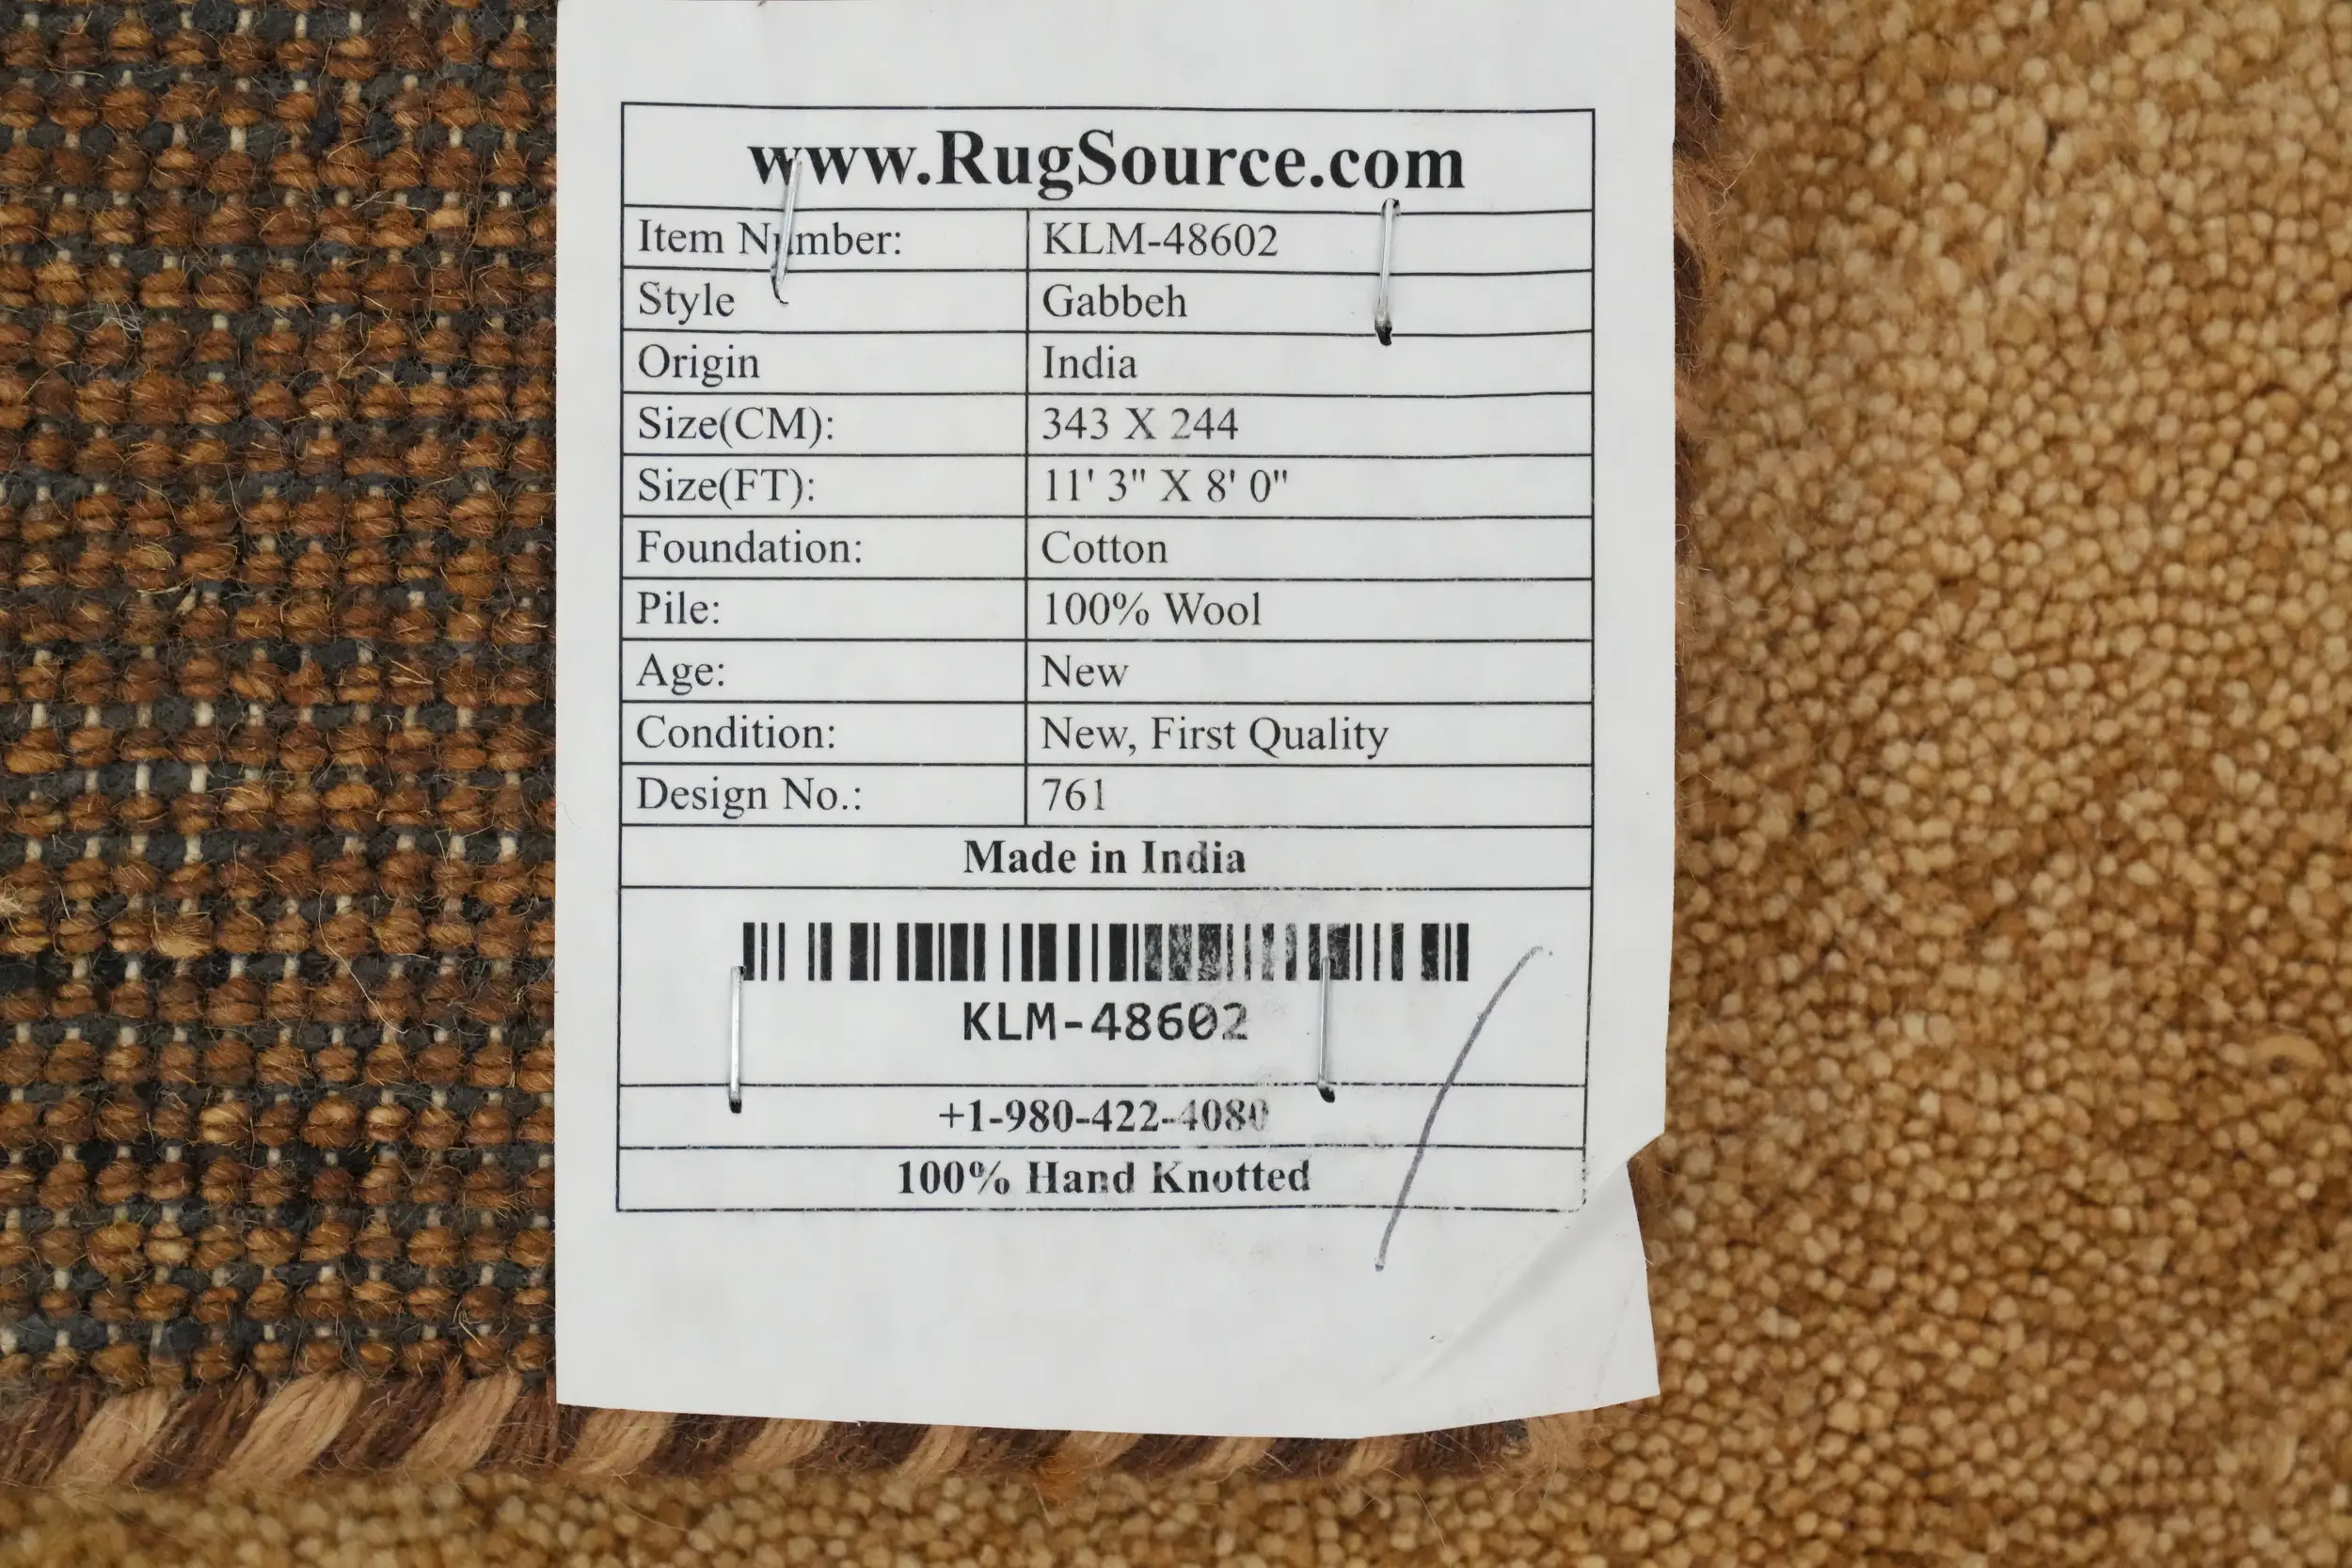 www.RugSource.com
Item Number: KLM-48602
Style Gabbeh
Origin India
Size(CM): 343 X 244
Size(FT): 11' 3" X 8' 0"
Foundation: Cotton
Pile: 100% Wool
Age: New
Condition: New, First Quality
Design No.: 761
Made in India
KLM-48602
+1-980-422-4080
100% Hand Knotted